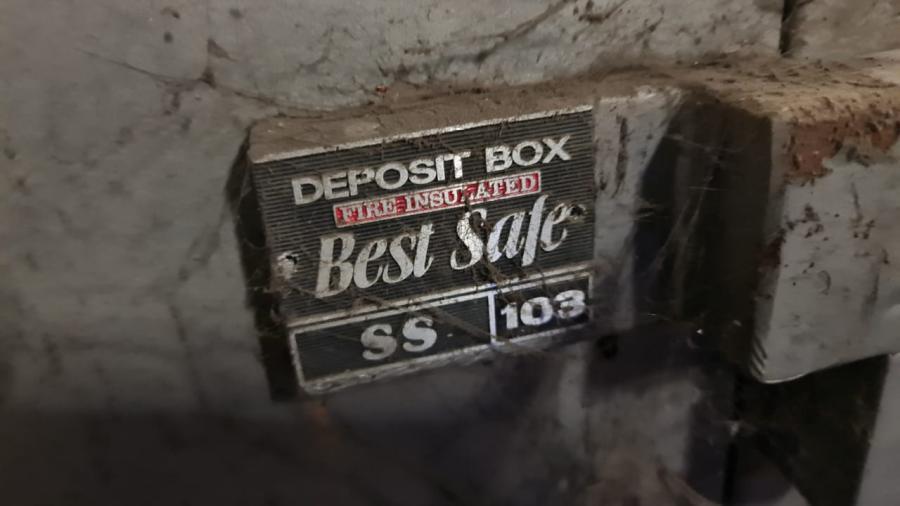 DEPOSIT BOX
FIRE INSULATED
Best Safe
SS 103